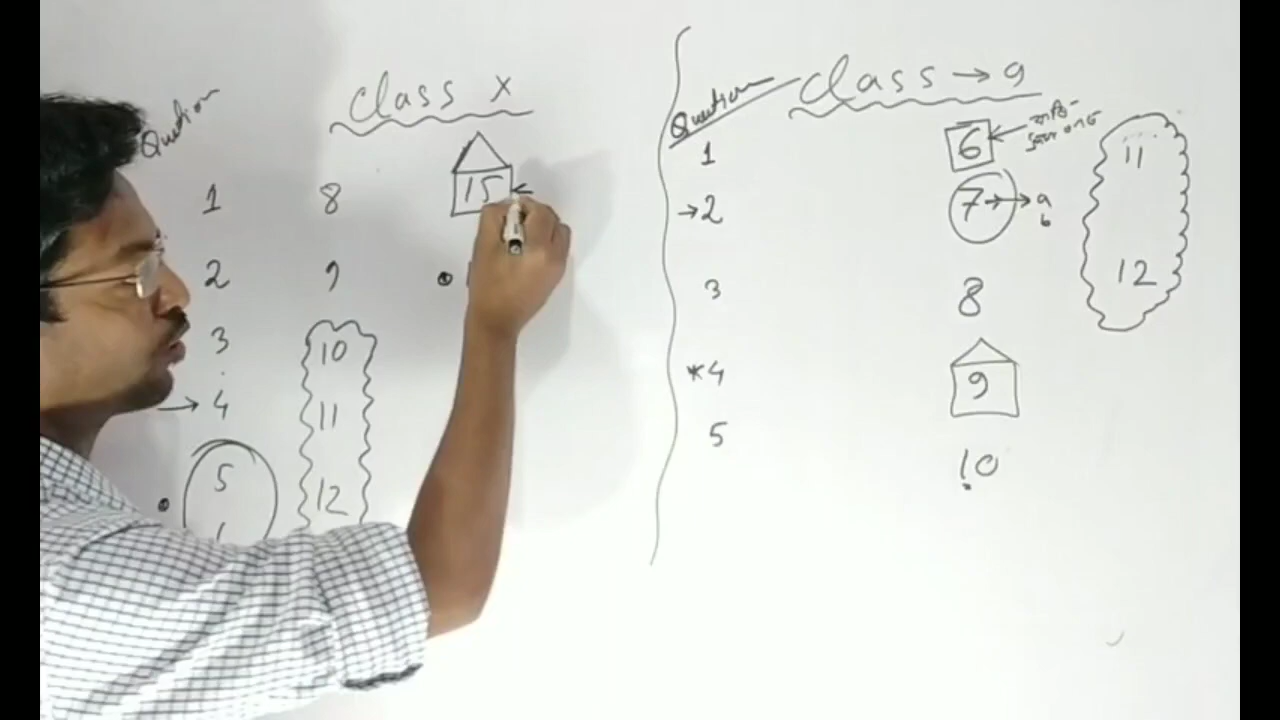 Class X
Question
1 8 15
2 9
3 10
→ 4 11
5 12
Class → 9
Question
1 6 11
→ 2 7 → a
b
3 8 12
* 4 9
5 10